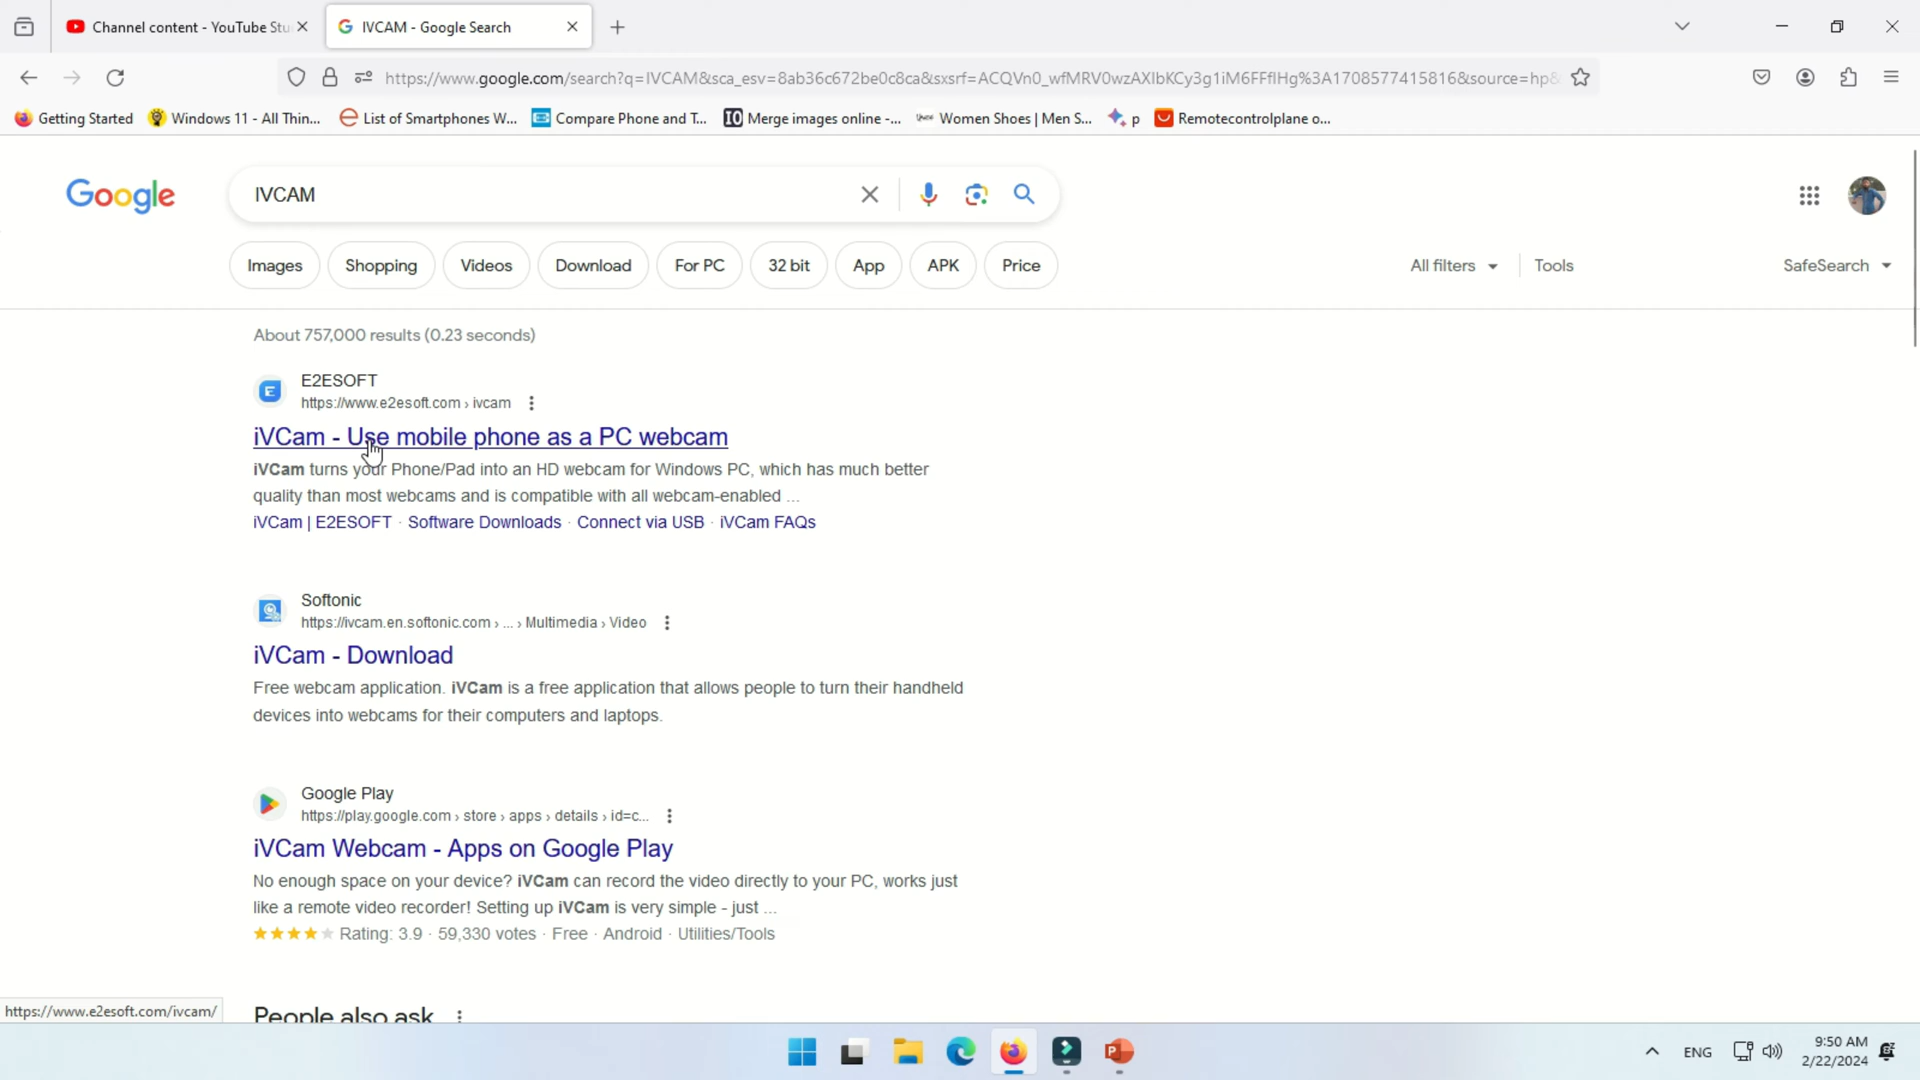 Channel content - YouTube Stu
IVCAM - Google Search
https://www.google.com/search?q=IVCAM&sca_esv=8ab36c672be0c8ca&sxsrf=ACQVn0_wfMRV0wzAXIbKCy3g1iM6FFflHg%3A1708577415816&source=hp&
Getting Started
Windows 11 - All Thin...
List of Smartphones W...
Compare Phone and T...
Merge images online -...
Women Shoes | Men S...
p
Remotecontrolplane o...
Google
IVCAM
Images
Shopping
Videos
Download
For PC
32 bit
App
APK
Price
All filters
Tools
SafeSearch
About 757,000 results (0.23 seconds)
E2ESOFT
https://www.e2esoft.com › ivcam
iVCam - Use mobile phone as a PC webcam
iVCam turns your Phone/Pad into an HD webcam for Windows PC, which has much better
quality than most webcams and is compatible with all webcam-enabled ...
iVCam | E2ESOFT · Software Downloads · Connect via USB · iVCam FAQs
Softonic
https://ivcam.en.softonic.com › ... › Multimedia › Video
iVCam - Download
Free webcam application. iVCam is a free application that allows people to turn their handheld
devices into webcams for their computers and laptops.
Google Play
https://play.google.com › store › apps › details › id=c...
iVCam Webcam - Apps on Google Play
No enough space on your device? iVCam can record the video directly to your PC, works just
like a remote video recorder! Setting up iVCam is very simple - just ...
Rating: 3.9 · 59,330 votes · Free · Android · Utilities/Tools
https://www.e2esoft.com/ivcam/
People also ask
ENG
9:50 AM
2/22/2024